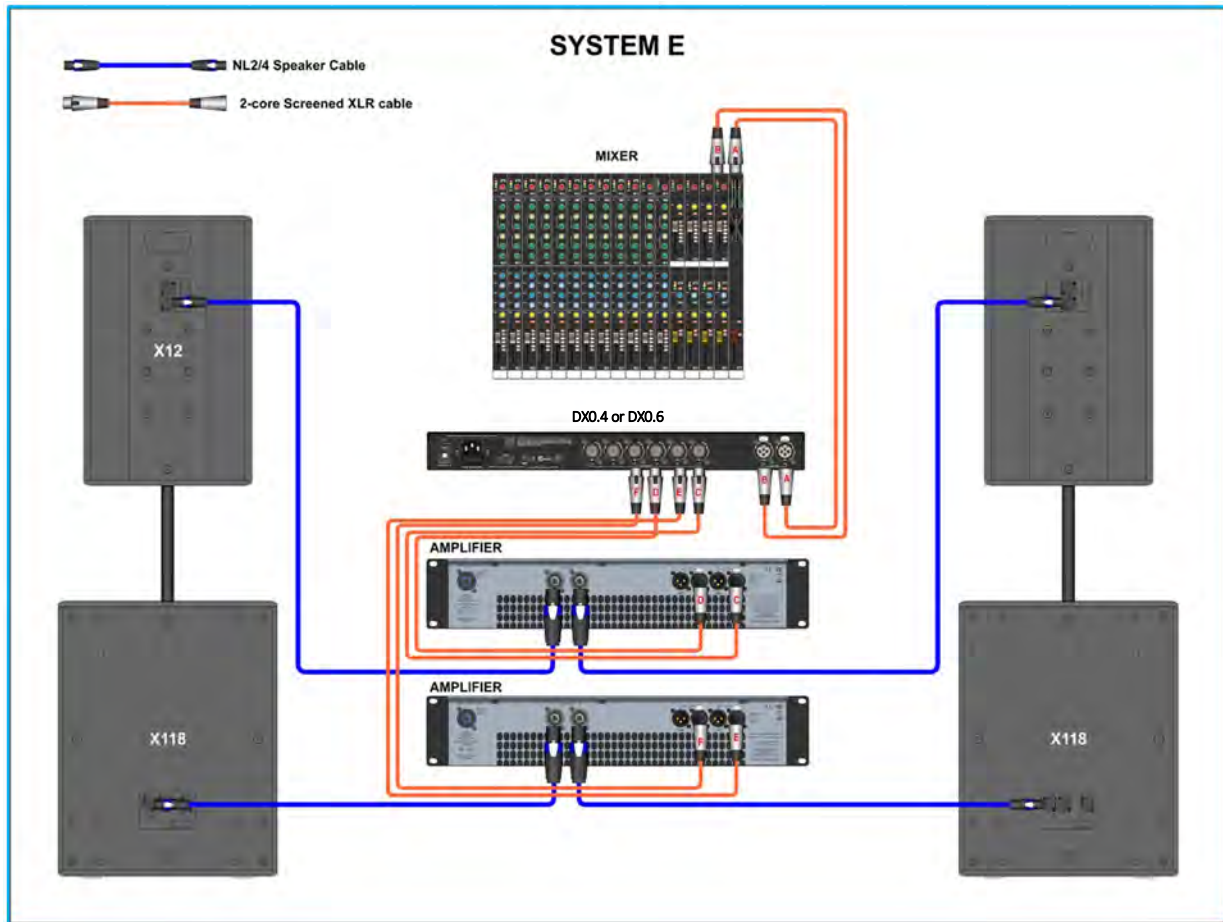 SYSTEM E
NL2/4 Speaker Cable
2-core Screened XLR cable
B A
MIXER
X12
DX0.4 or DX0.6
F D E C B A
AMPLIFIER
D C
AMPLIFIER
F E
X118
X118